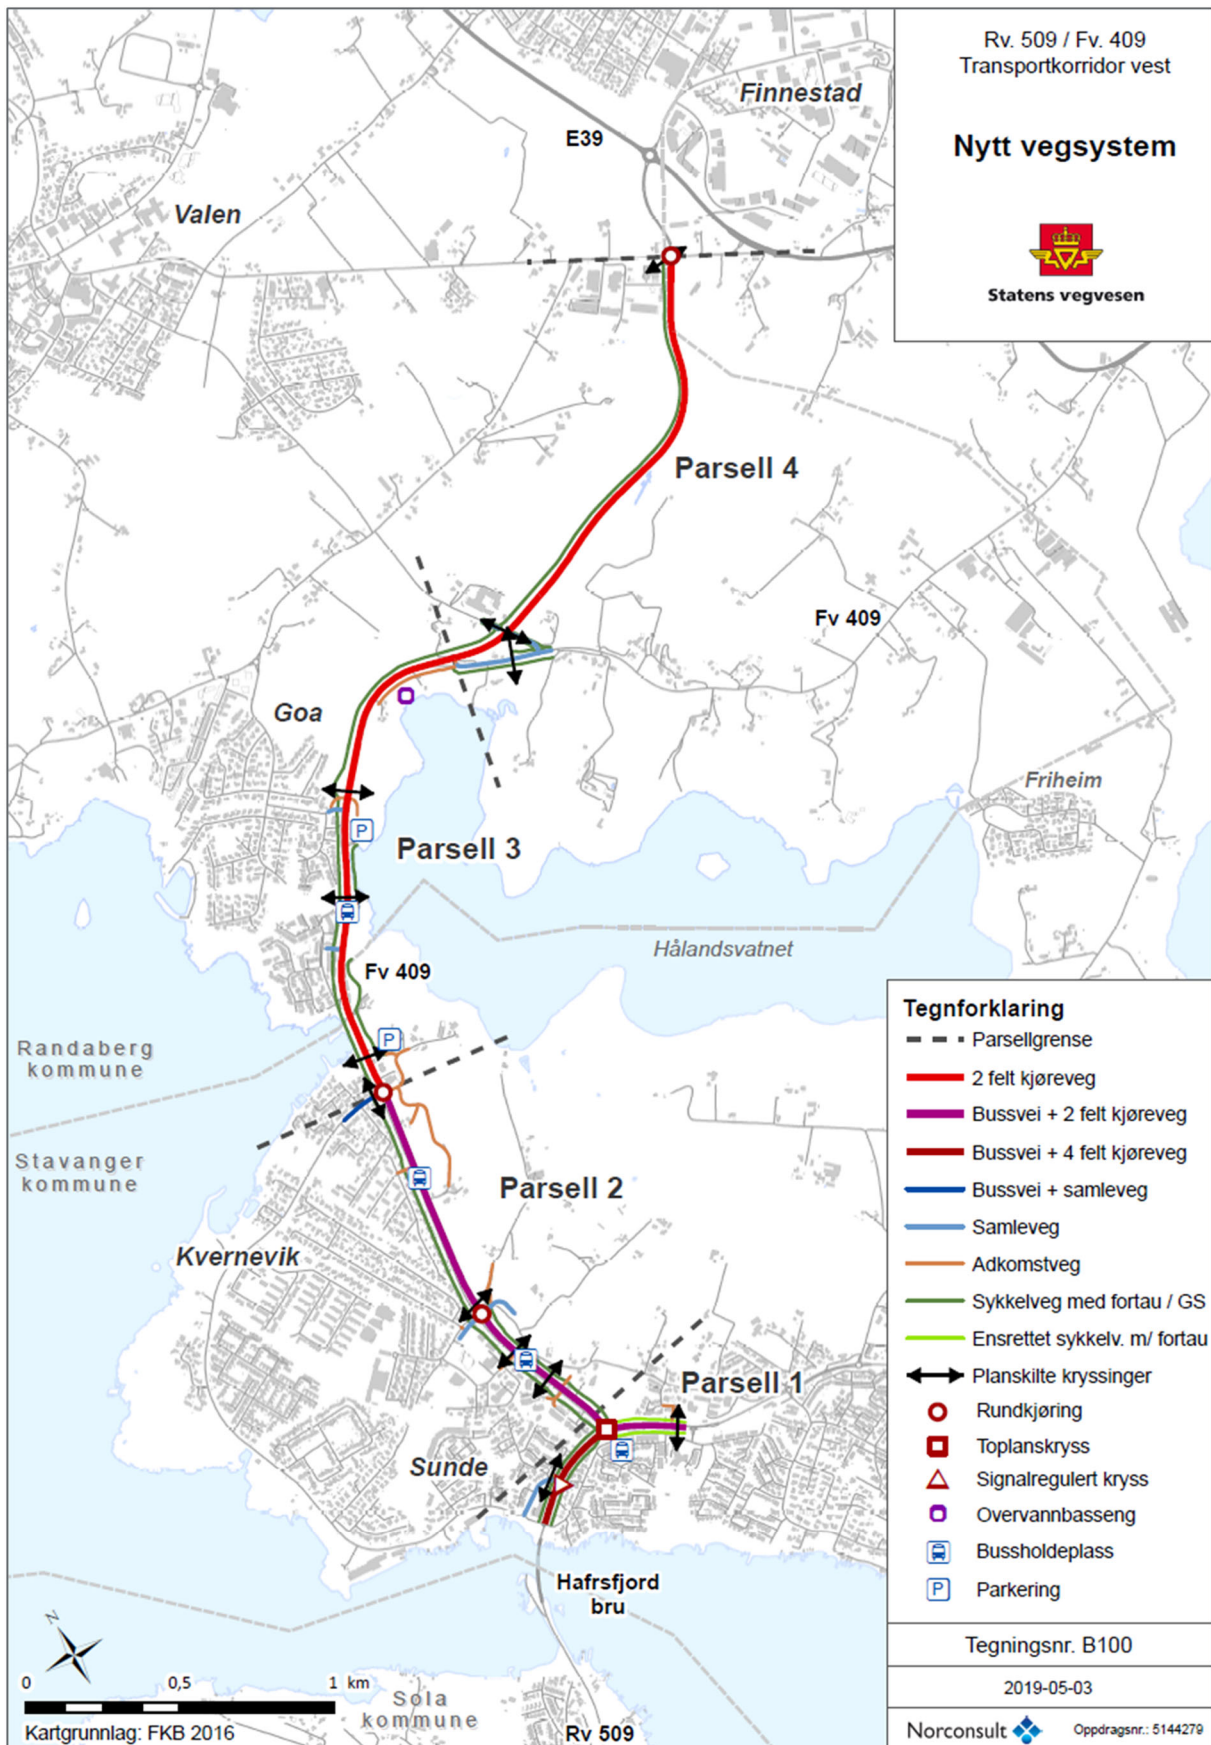 Rv. 509 / Fv. 409
Transportkorridor vest
Nytt vegsystem
Statens vegvesen
Finnestad
E39
Valen
Parsell 4
Fv 409
Goa
Friheim
Parsell 3
Hålandsvatnet
Fv 409
Randaberg
kommune
Stavanger
kommune
Parsell 2
Kvernevik
Parsell 1
Sunde
Hafrsfjord
bru
Sola
kommune
Rv 509
N
0 0,5 1 km
Kartgrunnlag: FKB 2016
P
P
Tegnforklaring
Parsellgrense
2 felt kjøreveg
Bussvei + 2 felt kjøreveg
Bussvei + 4 felt kjøreveg
Bussvei + samleveg
Samleveg
Adkomstveg
Sykkelveg med fortau / GS
Ensrettet sykkelv. m/ fortau
Planskilte kryssinger
Rundkjøring
Toplanskryss
Signalregulert kryss
Overvannbasseng
Bussholdeplass
P Parkering
Tegningsnr. B100
2019-05-03
Norconsult Oppdragsnr.: 5144279